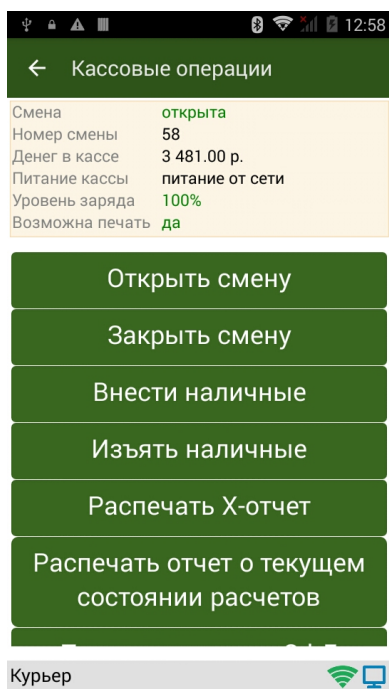 12:58
Кассовые операции
Смена открыта
Номер смены 58
Денег в кассе 3 481.00 р.
Питание кассы питание от сети
Уровень заряда 100%
Возможна печать да
Открыть смену
Закрыть смену
Внести наличные
Изъять наличные
Распечать X-отчет
Распечать отчет о текущем
состоянии расчетов
Курьер